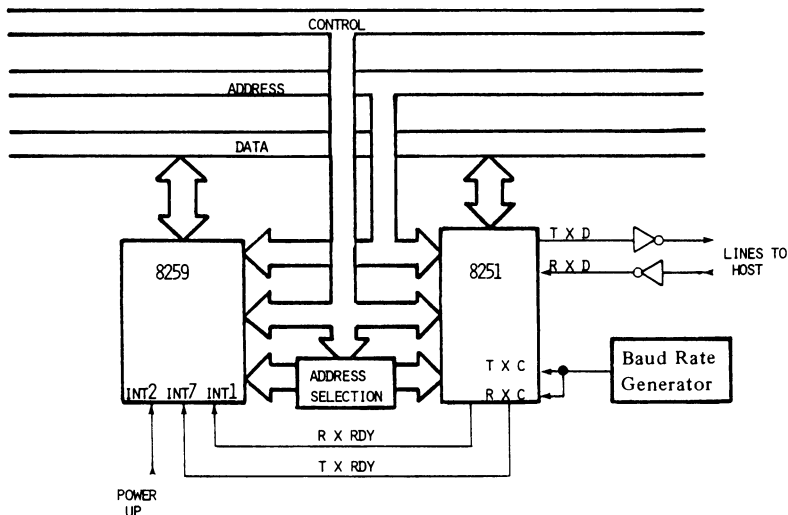 CONTROL
ADDRESS
DATA
8259
8251
T X D
R X D
LINES TO
HOST
T X C
R X C
Baud Rate
Generator
ADDRESS
SELECTION
INT2 INT7 INT1
R X RDY
T X RDY
POWER
UP